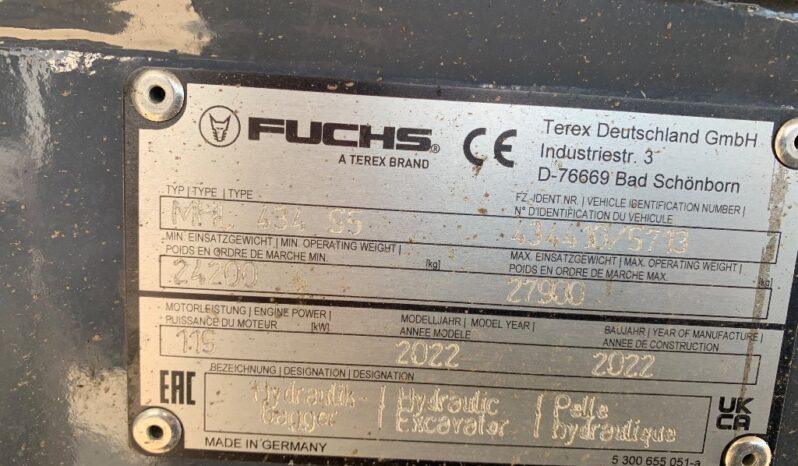 FUCHS®
A TEREX BRAND
CE
Terex Deutschland GmbH
Industriestr. 3
D-76669 Bad Schönborn
TYP | TYPE | TYPE
MHL 434 S5
FZ.-IDENT.NR. | VEHICLE IDENTIFICATION NUMBER |
N° D'IDENTIFICATION DU VÉHICULE
434410/5713
MIN. EINSATZGEWICHT | MIN. OPERATING WEIGHT |
POIDS EN ORDRE DE MARCHE MIN. [kg]
24200
MAX. EINSATZGEWICHT | MAX. OPERATING WEIGHT |
POIDS EN ORDRE DE MARCHE MAX. [kg]
27900
MOTORLEISTUNG | ENGINE POWER |
PUISSANCE DU MOTEUR [kW]
115
MODELLJAHR | MODEL YEAR |
ANNEE MODELE
2022
BAUJAHR | YEAR OF MANUFACTURE |
ANNEE DE CONSTRUCTION
2022
BEZEICHNUNG | DESIGNATION | DESIGNATION
EAC
Hydraulik-
bagger
Hydraulic
Excavator
Pelle
hydraulique
UK
CA
MADE IN GERMANY
5 300 655 051-a